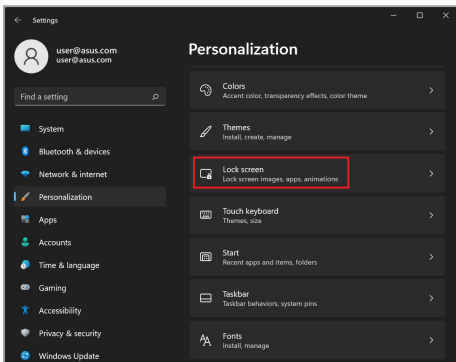 Settings
user@asus.com
user@asus.com
Find a setting
System
Bluetooth & devices
Network & internet
Personalization
Apps
Accounts
Time & language
Gaming
Accessibility
Privacy & security
Windows Update
Personalization
Colors
Accent color, transparency effects, color theme
Themes
Install, create, manage
Lock screen
Lock screen images, apps, animations
Touch keyboard
Themes, size
Start
Recent apps and items, folders
Taskbar
Taskbar behaviors, system pins
Fonts
Install, manage